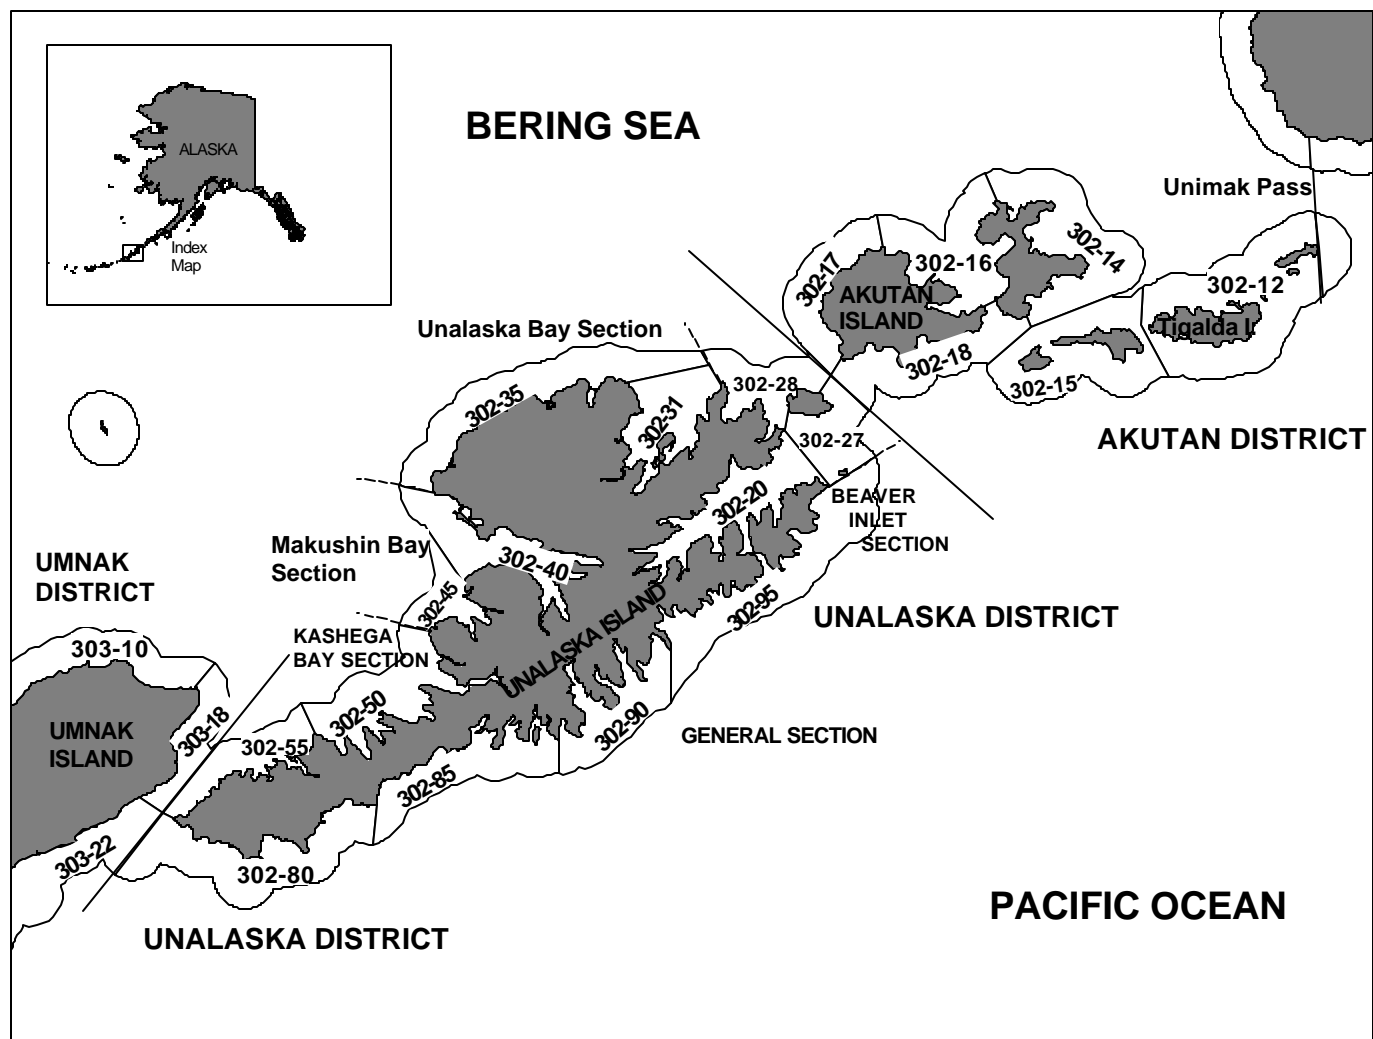 BERING SEA
ALASKA
Index
Map
Unimak Pass
302-14
302-16
302-17
302-12
AKUTAN
ISLAND
Tigalda I.
Unalaska Bay Section
302-18
302-15
302-28
302-35
302-31
302-27
AKUTAN DISTRICT
302-20
BEAVER
INLET
SECTION
Makushin Bay
Section
302-40
UMNAK
DISTRICT
302-45
302-95
UNALASKA DISTRICT
KASHEGA
BAY SECTION
UNALASKA ISLAND
303-10
302-50
302-90
GENERAL SECTION
UMNAK
ISLAND
303-18
302-55
302-85
303-22
302-80
PACIFIC OCEAN
UNALASKA DISTRICT